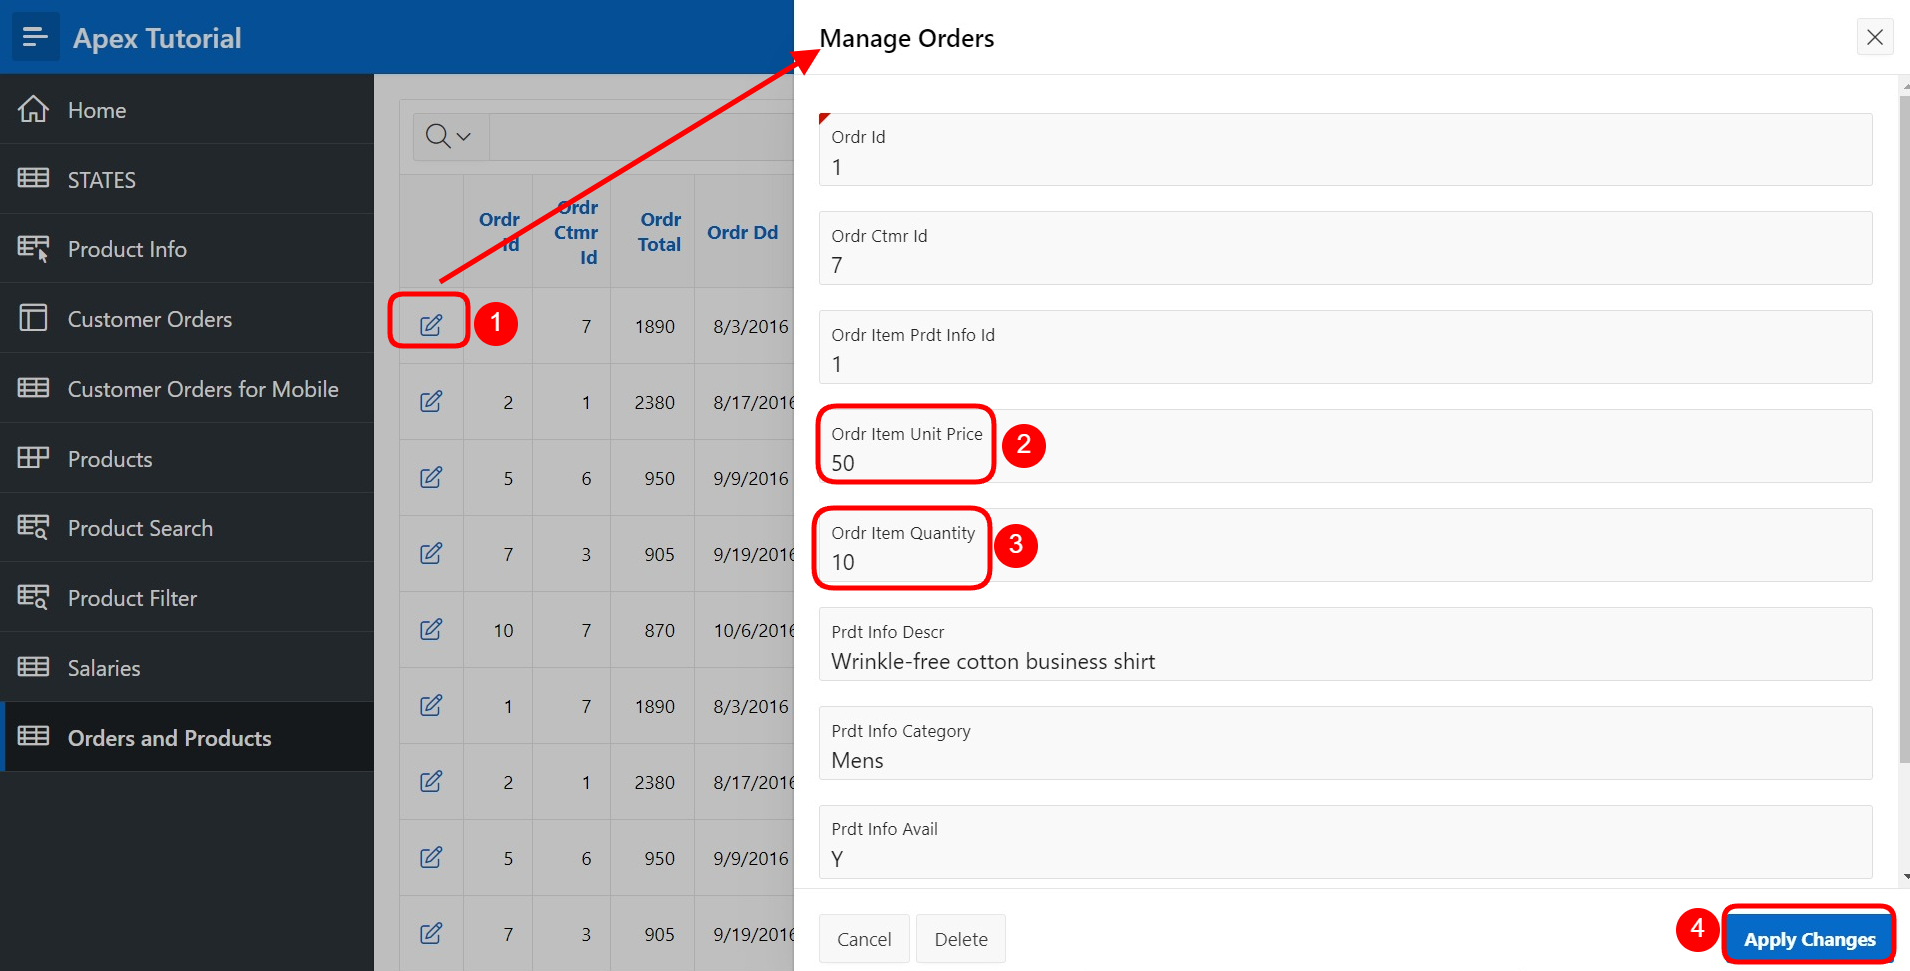 Apex Tutorial
Home
STATES
Product Info
Customer Orders
Customer Orders for Mobile
Products
Product Search
Product Filter
Salaries
Orders and Products
Ordr Id Ordr Ctmr Id Ordr Total Ordr Dd
1 7 1890 8/3/2016
2 1 2380 8/17/2016
5 6 950 9/9/2016
7 3 905 9/19/2016
10 7 870 10/6/2016
1 7 1890 8/3/2016
2 1 2380 8/17/2016
5 6 950 9/9/2016
7 3 905 9/19/2016
Manage Orders
Ordr Id
1
Ordr Ctmr Id
7
Ordr Item Prdt Info Id
1
Ordr Item Unit Price
50
2
Ordr Item Quantity
10
3
Prdt Info Descr
Wrinkle-free cotton business shirt
Prdt Info Category
Mens
Prdt Info Avail
Y
Cancel
Delete
4
Apply Changes